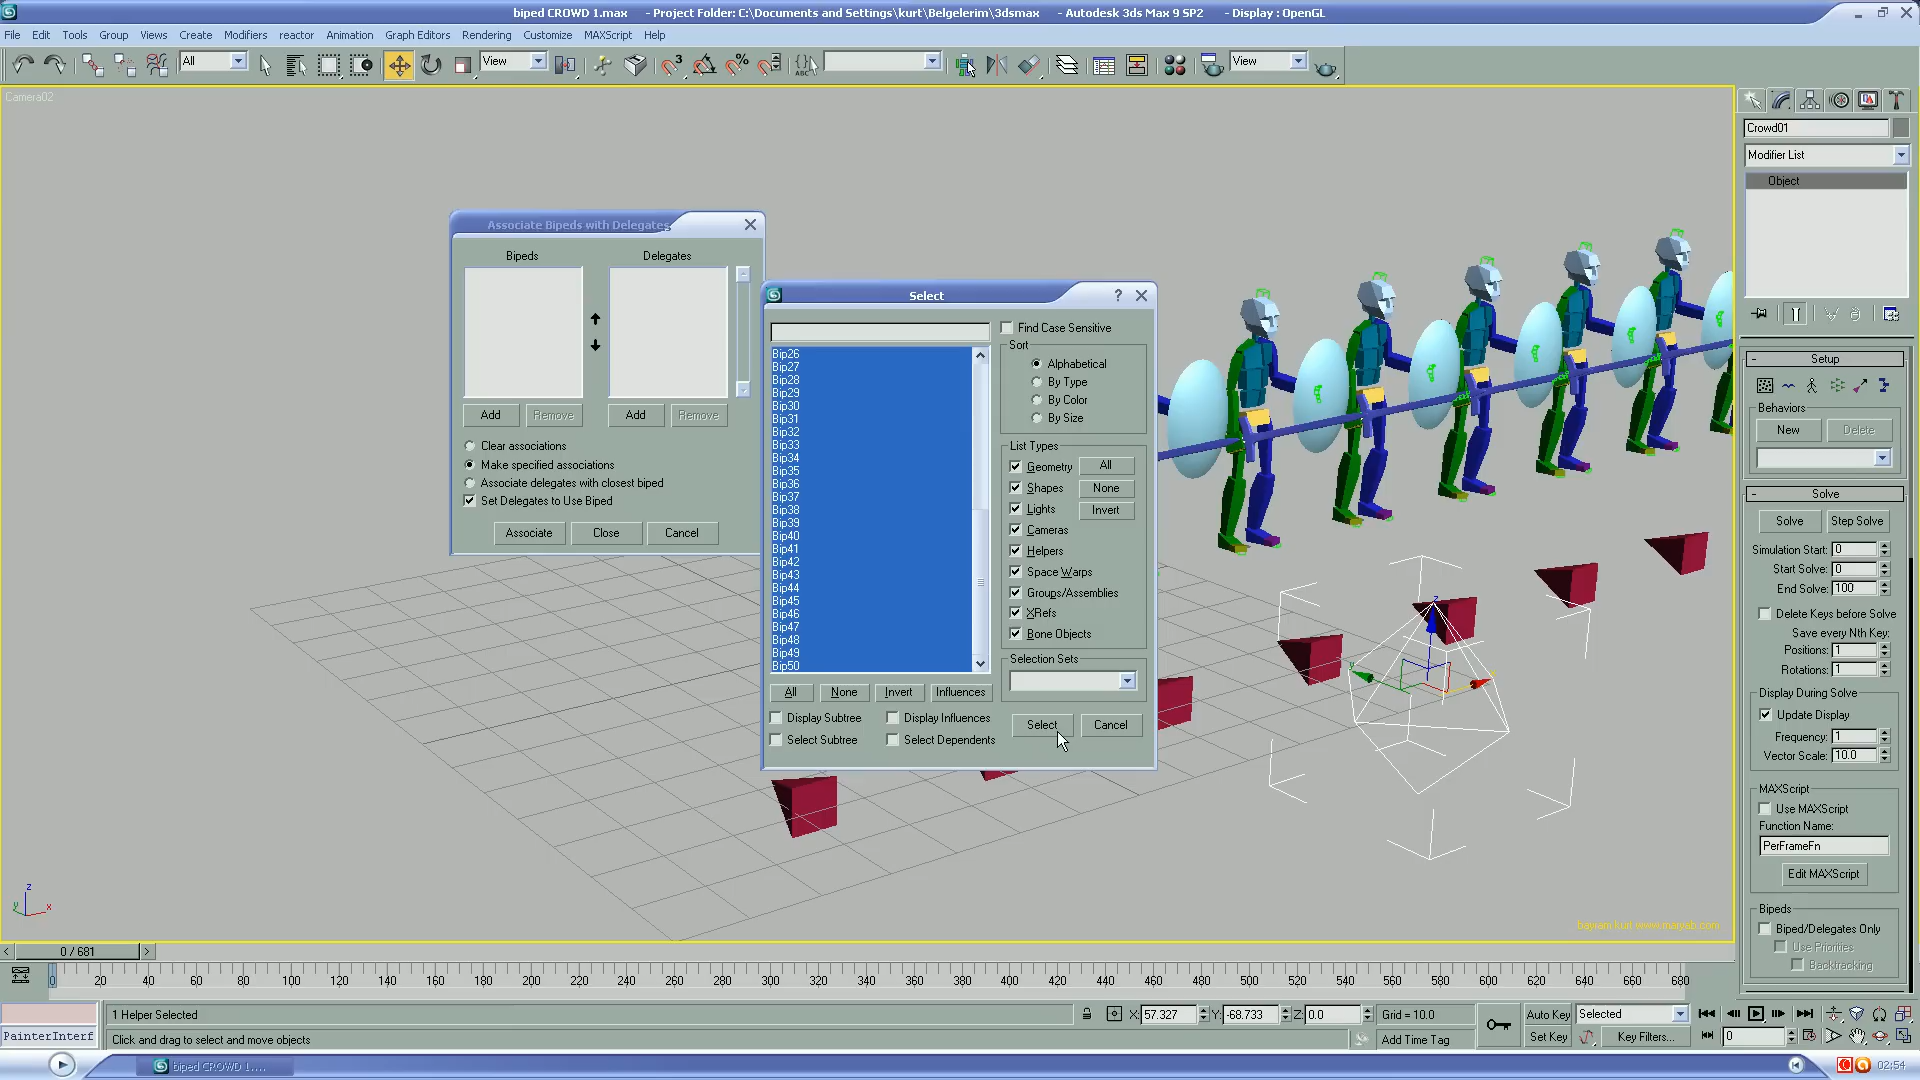 biped CROWD 1.max - Project Folder: C:\Documents and Settings\kurt\Belgelerim\3dsmax - Autodesk 3ds Max 9 SP2 - Display : OpenGL
File Edit Tools Group Views Create Modifiers reactor Animation Graph Editors Rendering Customize MAXScript Help
All
View
3
%
ABC
View
Camera02
Crowd01
Modifier List
Object
Associate Bipeds with Delegates
Bipeds
Delegates
Add
Remove
Add
Remove
Clear associations
Make specified associations
Associate delegates with closest biped
Set Delegates to Use Biped
Associate
Close
Cancel
Select
?
Find Case Sensitive
Bip26
Bip27
Bip28
Bip29
Bip30
Bip31
Bip32
Bip33
Bip34
Bip35
Bip36
Bip37
Bip38
Bip39
Bip40
Bip41
Bip42
Bip43
Bip44
Bip45
Bip46
Bip47
Bip48
Bip49
Bip50
Sort
Alphabetical
By Type
By Color
By Size
List Types
Geometry
All
Shapes
None
Lights
Invert
Cameras
Helpers
Space Warps
Groups/Assemblies
XRefs
Bone Objects
Selection Sets
All
None
Invert
Influences
Display Subtree
Display Influences
Select Subtree
Select Dependents
Select
Cancel
- Setup
Behaviors
New
Delete
- Solve
Solve
Step Solve
Simulation Start: 0
Start Solve: 0
End Solve: 100
Delete Keys before Solve
Save every Nth Key:
Positions: 1
Rotations: 1
Display During Solve
Update Display
Frequency: 1
Vector Scale: 10.0
MAXScript
Use MAXScript
Function Name:
PerFrameFn
Edit MAXScript
Bipeds
Biped/Delegates Only
Use Priorities
Backtracking
z
y
x
z
y
< 0 / 681 >
0 20 40 60 80 100 120 140 160 180 200 220 240 260 280 300 320 340 360 380 400 420 440 460 480 500 520 540 560 580 600 620 640 660 680
1 Helper Selected
X: 57.327
Y: -68.733
Z: 0.0
Grid = 10.0
Auto Key
Selected
PainterInterf
Click and drag to select and move objects
Add Time Tag
Set Key
Key Filters...
0
biped CROWD 1....
02:54